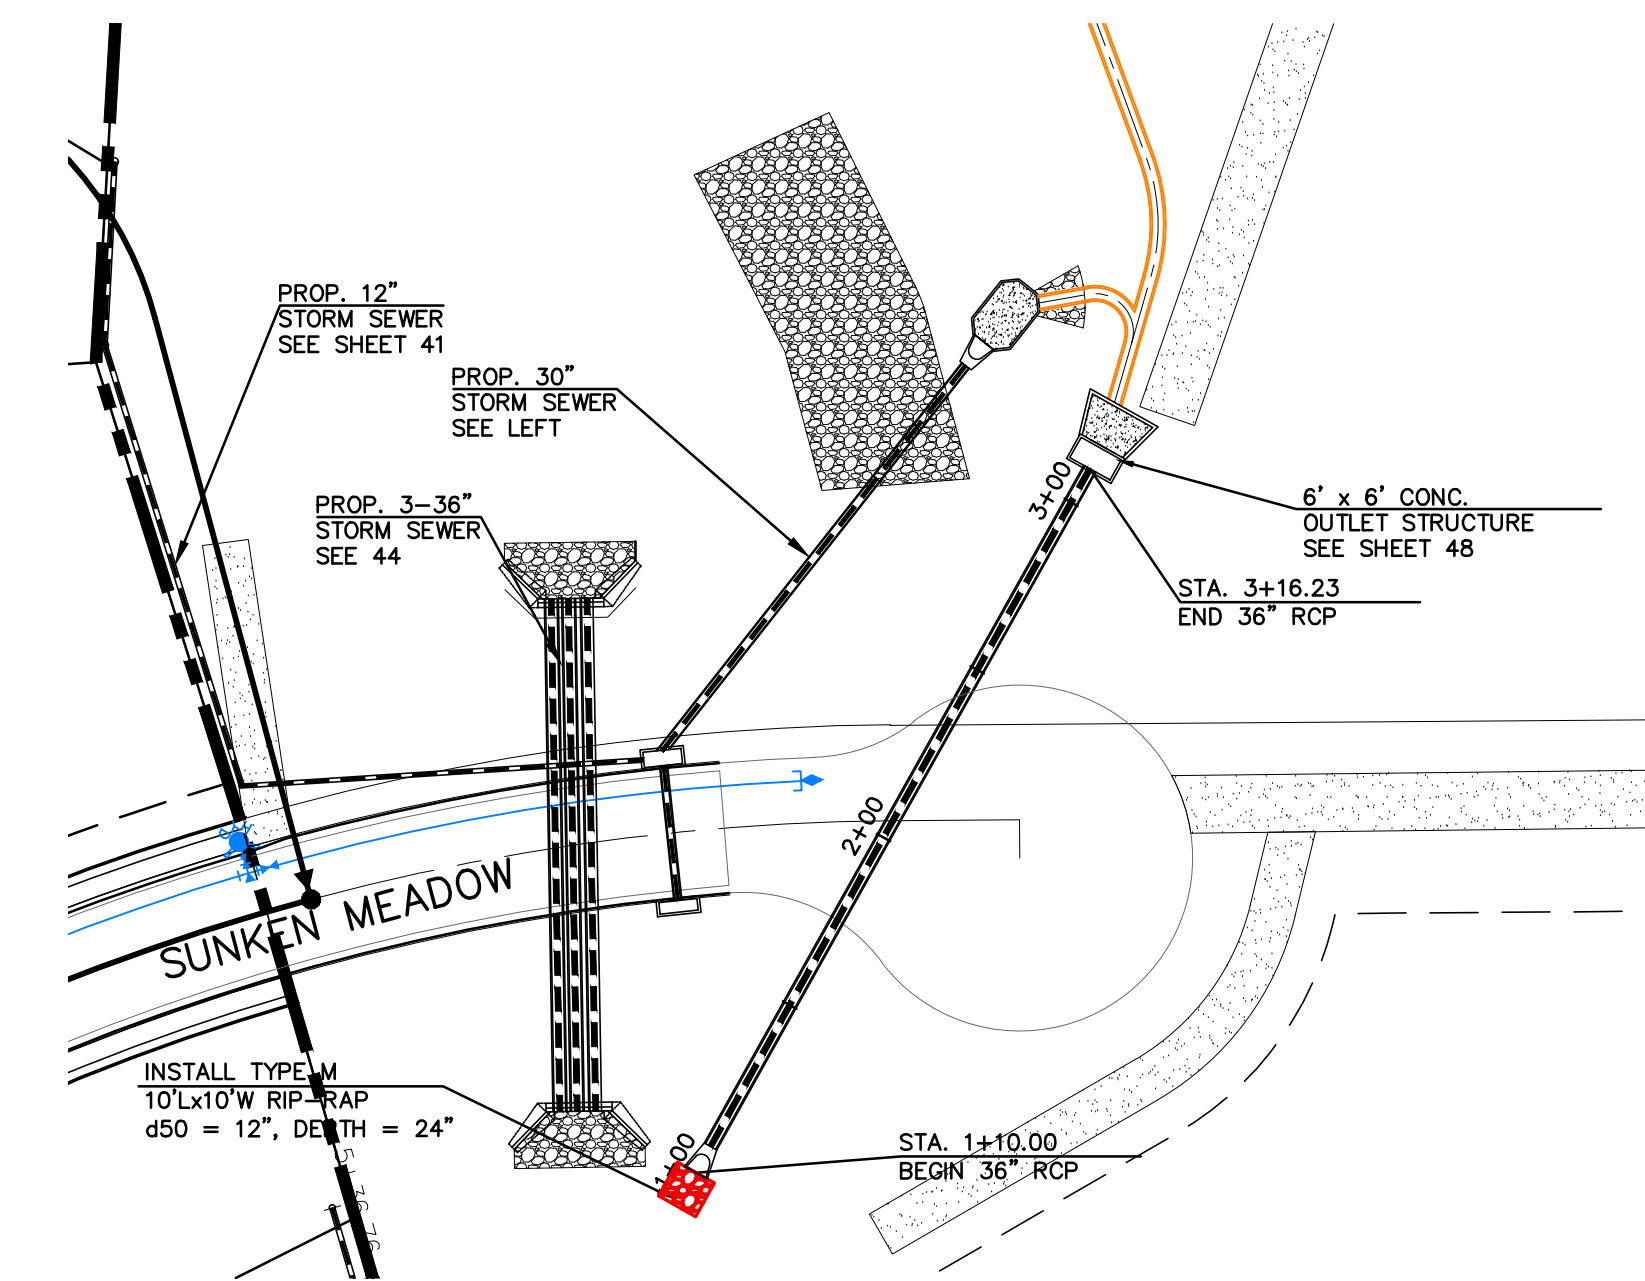 PROP. 12"
STORM SEWER
SEE SHEET 41
PROP. 30"
STORM SEWER
SEE LEFT
PROP. 3-36"
STORM SEWER
SEE 44
3+00
6' x 6' CONC.
OUTLET STRUCTURE
SEE SHEET 48
STA. 3+16.23
END 36" RCP
2+00
SUNKEN MEADOW
INSTALL TYPE M
10'Lx10'W RIP-RAP
d50 = 12", DEPTH = 24"
1+00
STA. 1+10.00
BEGIN 36" RCP